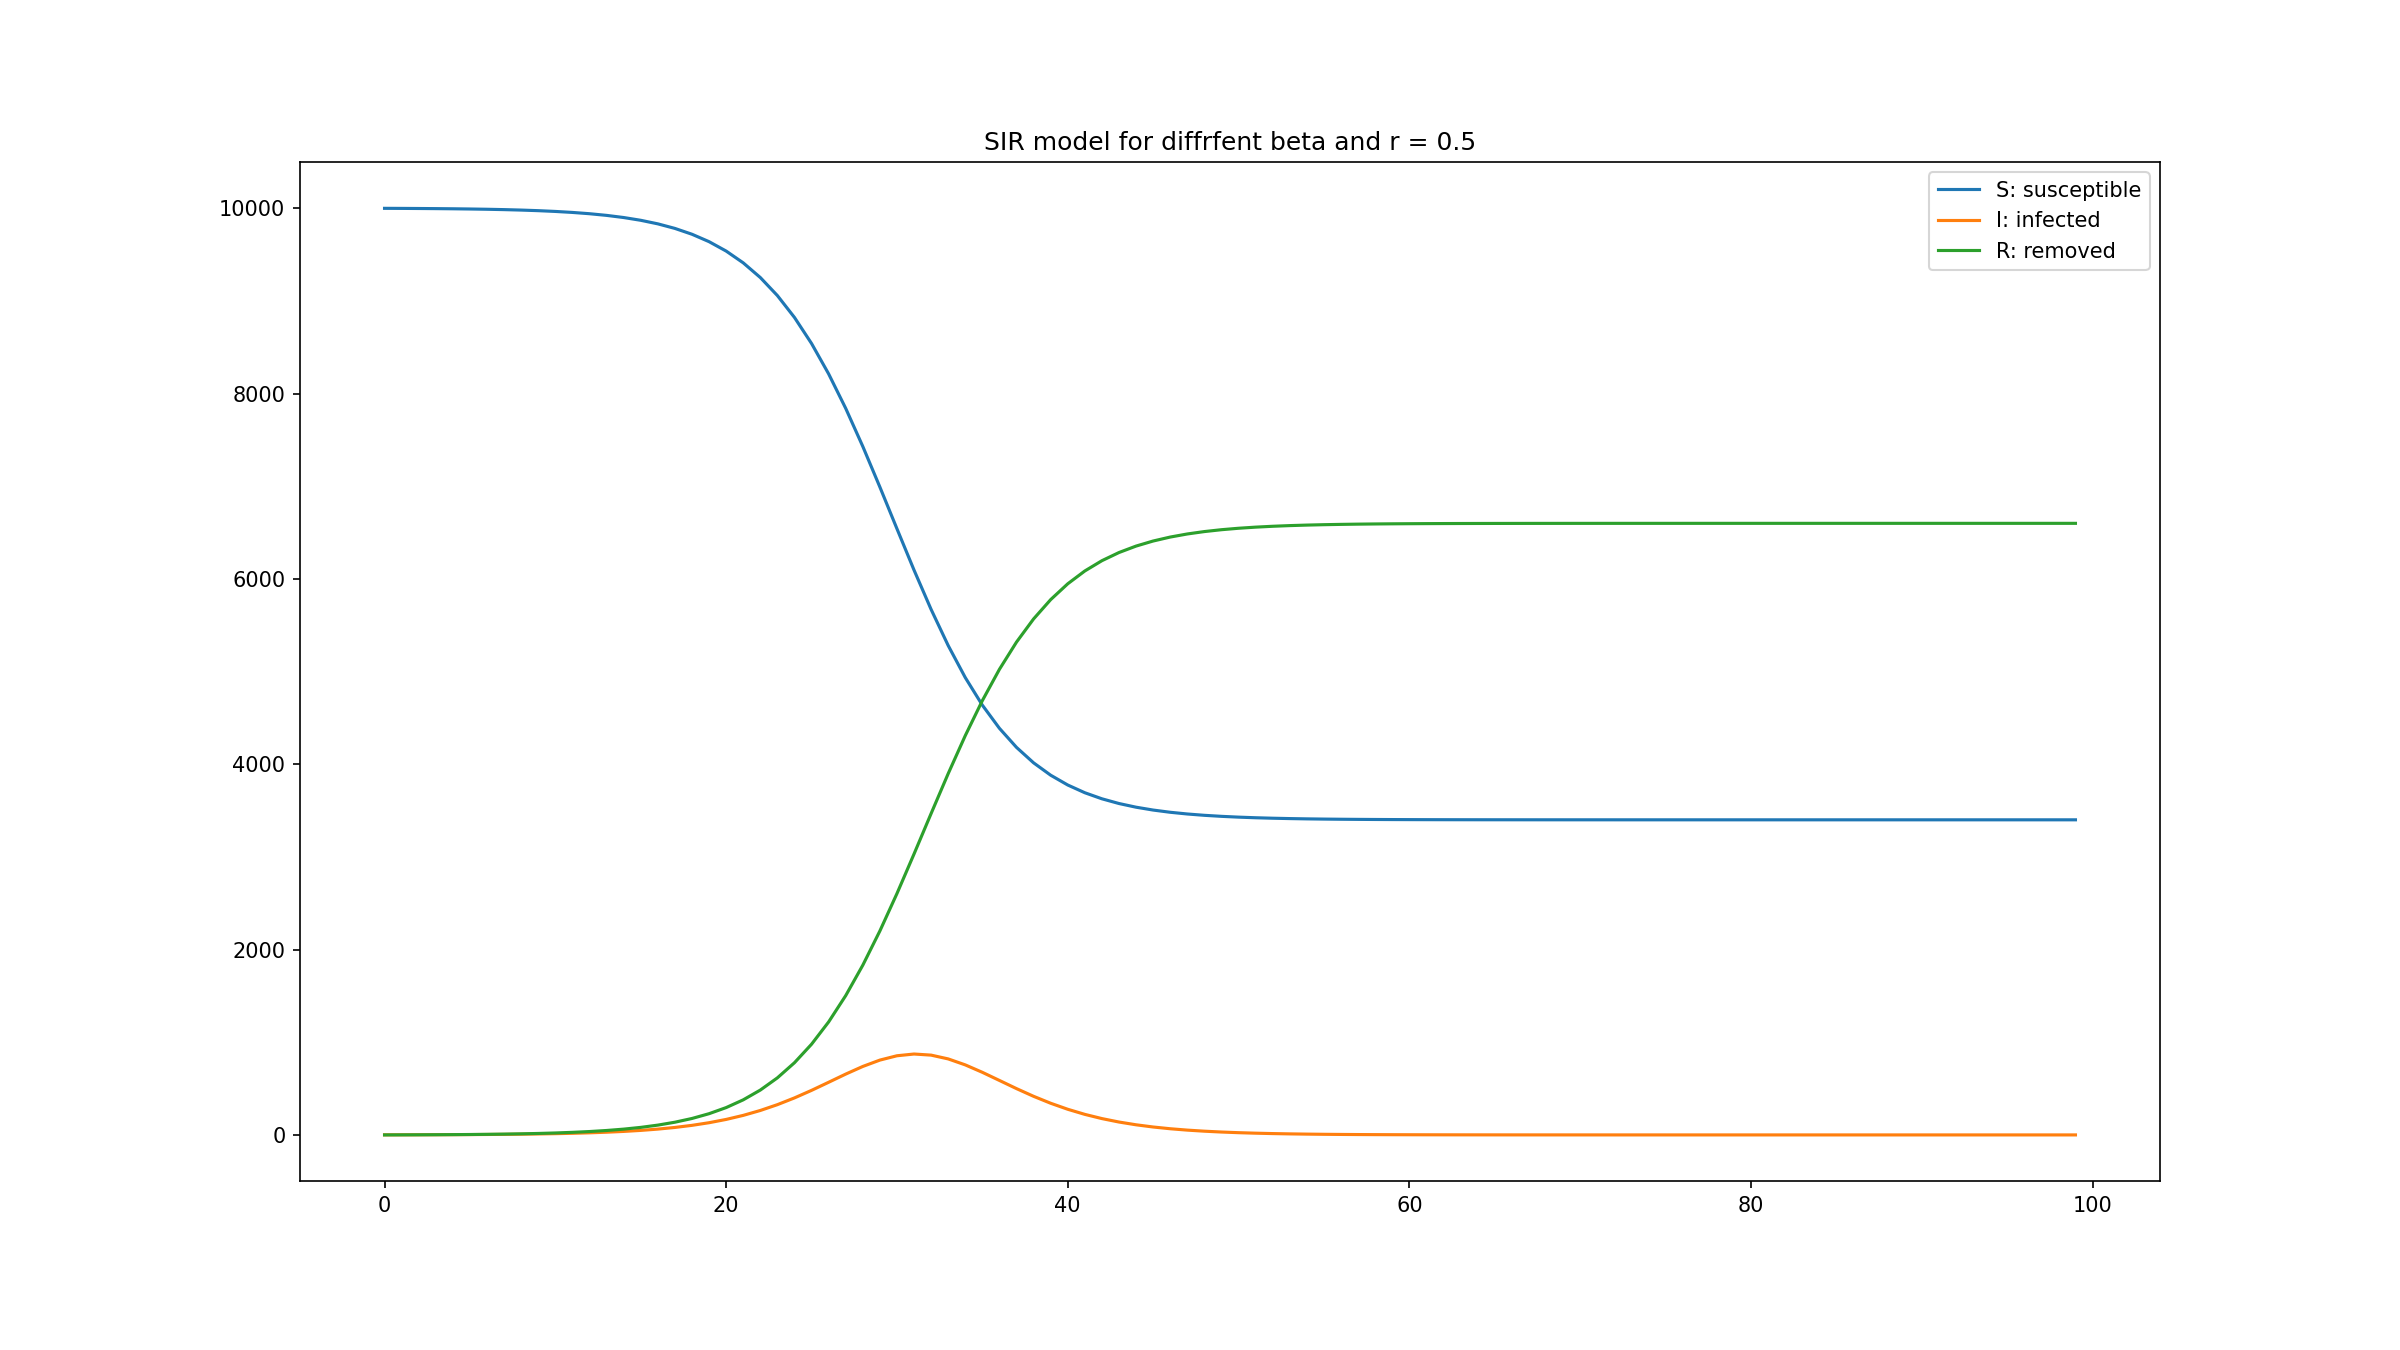 SIR model for diffrfent beta and r = 0.5
S: susceptible
I: infected
R: removed
10000
8000
6000
4000
2000
0
0 20 40 60 80 100